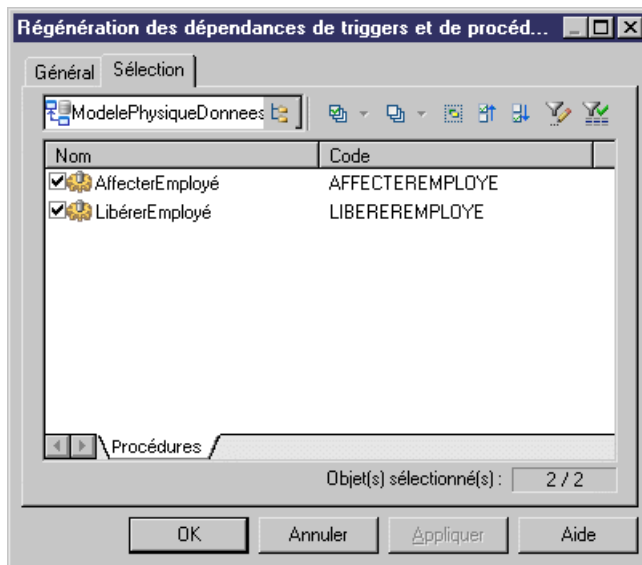 Régénération des dépendances de triggers et de procéd...
Général Sélection
ModelePhysiqueDonnees
Nom Code
AffecterEmployé AFFECTEREMPLOYE
LibérerEmployé LIBEREREMPLOYE
Procédures
Objet(s) sélectionné(s) : 2 / 2
OK Annuler Appliquer Aide